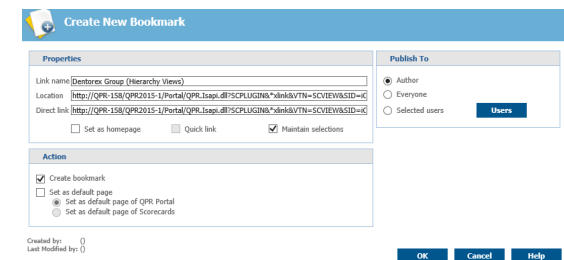 Create New Bookmark
Properties
Link name Dentorex Group (Hierarchy Views)
Location http://QPR-158/QPR2015-1/Portal/QPR.Isapi.dll?SCPLUGIN&*xlink&VTN=SCVIEW&SID=iC
Direct link http://QPR-158/QPR2015-1/Portal/QPR.Isapi.dll?SCPLUGIN&*xlink&VTN=SCVIEW&SID=iC
Set as homepage Quick link Maintain selections
Publish To
Author
Everyone
Selected users Users
Action
Create bookmark
Set as default page
Set as default page of QPR Portal
Set as default page of Scorecards
Created by: ()
Last Modified by: ()
OK Cancel Help